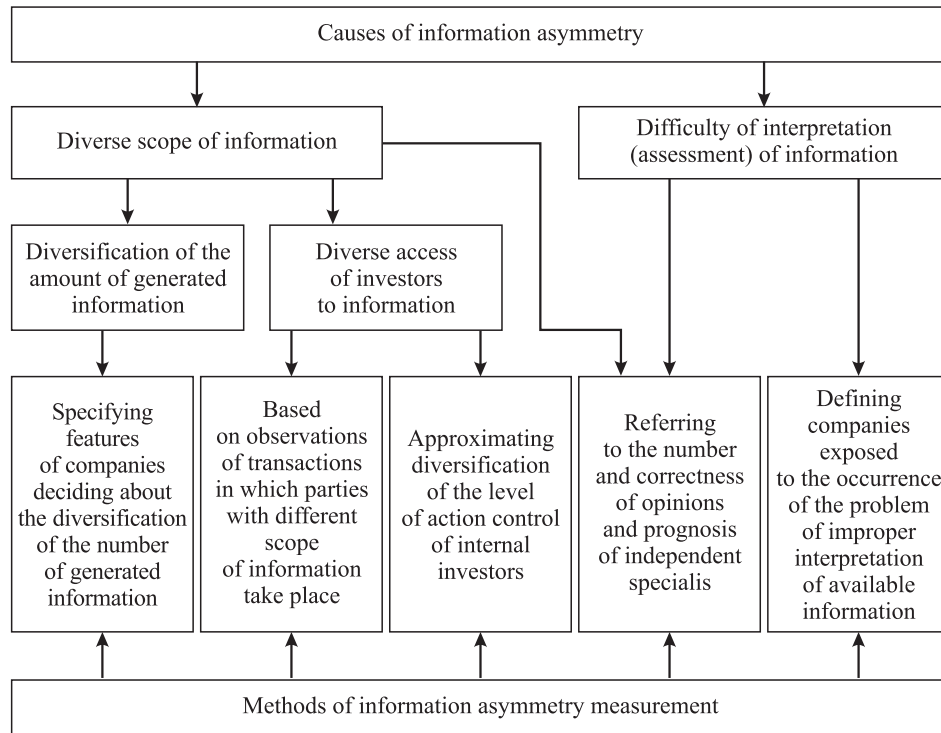 Causes of information asymmetry
Diverse scope of information
Difficulty of interpretation
(assessment) of information
Diversification of the
amount of generated
information
Diverse access
of investors
to information
Specifying
features
of companies
deciding about
the diversification
of the number
of generated
information
Based
on observations
of transactions
in which parties
with different
scope
of information
take place
Approximating
diversification
of the level
of action control
of internal
investors
Referring
to the number
and correctness
of opinions
and prognosis
of independent
specialis
Defining
companies
exposed
to the occurrence
of the problem
of improper
interpretation
of available
information
Methods of information asymmetry measurement